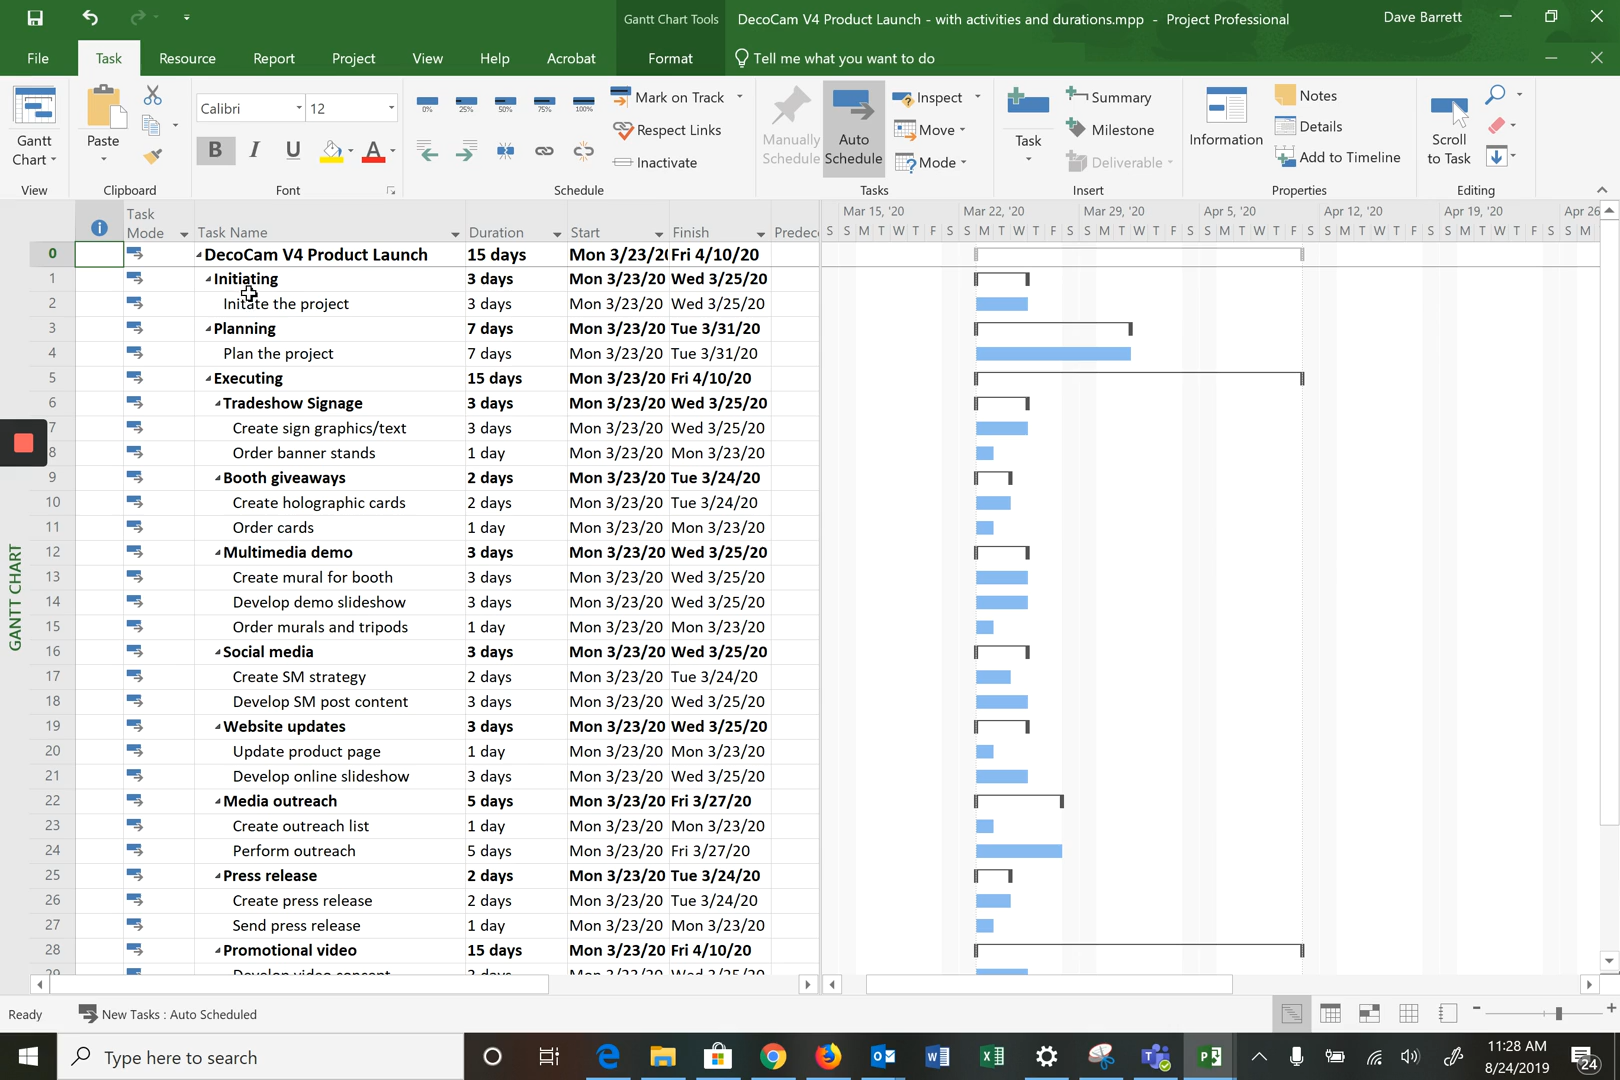 Gantt Chart Tools DecoCam V4 Product Launch - with activities and durations.mpp - Project Professional Dave Barrett
File Task Resource Report Project View Help Acrobat Format Tell me what you want to do
Gantt Chart
View
Paste
Clipboard
Calibri 12
B I U A
Font
0% 25% 50% 75% 100%
Mark on Track
Respect Links
Inactivate
Schedule
Manually Schedule
Auto Schedule
Inspect
Move
Mode
Tasks
Task
Summary
Milestone
Deliverable
Insert
Information
Notes
Details
Add to Timeline
Properties
Scroll to Task
Editing
Task Mode Task Name Duration Start Finish Predec
Mar 15, '20 Mar 22, '20 Mar 29, '20 Apr 5, '20 Apr 12, '20 Apr 19, '20 Apr 26
S S M T W T F S S M T W T F S S M T W T F S S M T W T F S S M T W T F S S M T W T F S S M
0 DecoCam V4 Product Launch 15 days Mon 3/23/2 Fri 4/10/20
1 Initiating 3 days Mon 3/23/20 Wed 3/25/20
2 Initate the project 3 days Mon 3/23/20 Wed 3/25/20
3 Planning 7 days Mon 3/23/20 Tue 3/31/20
4 Plan the project 7 days Mon 3/23/20 Tue 3/31/20
5 Executing 15 days Mon 3/23/20 Fri 4/10/20
6 Tradeshow Signage 3 days Mon 3/23/20 Wed 3/25/20
7 Create sign graphics/text 3 days Mon 3/23/20 Wed 3/25/20
8 Order banner stands 1 day Mon 3/23/20 Mon 3/23/20
9 Booth giveaways 2 days Mon 3/23/20 Tue 3/24/20
10 Create holographic cards 2 days Mon 3/23/20 Tue 3/24/20
11 Order cards 1 day Mon 3/23/20 Mon 3/23/20
12 Multimedia demo 3 days Mon 3/23/20 Wed 3/25/20
13 Create mural for booth 3 days Mon 3/23/20 Wed 3/25/20
14 Develop demo slideshow 3 days Mon 3/23/20 Wed 3/25/20
15 Order murals and tripods 1 day Mon 3/23/20 Mon 3/23/20
16 Social media 3 days Mon 3/23/20 Wed 3/25/20
17 Create SM strategy 2 days Mon 3/23/20 Tue 3/24/20
18 Develop SM post content 3 days Mon 3/23/20 Wed 3/25/20
19 Website updates 3 days Mon 3/23/20 Wed 3/25/20
20 Update product page 1 day Mon 3/23/20 Mon 3/23/20
21 Develop online slideshow 3 days Mon 3/23/20 Wed 3/25/20
22 Media outreach 5 days Mon 3/23/20 Fri 3/27/20
23 Create outreach list 1 day Mon 3/23/20 Mon 3/23/20
24 Perform outreach 5 days Mon 3/23/20 Fri 3/27/20
25 Press release 2 days Mon 3/23/20 Tue 3/24/20
26 Create press release 2 days Mon 3/23/20 Tue 3/24/20
27 Send press release 1 day Mon 3/23/20 Mon 3/23/20
28 Promotional video 15 days Mon 3/23/20 Fri 4/10/20
GANTT CHART
Ready New Tasks : Auto Scheduled
Type here to search
11:28 AM
8/24/2019
24